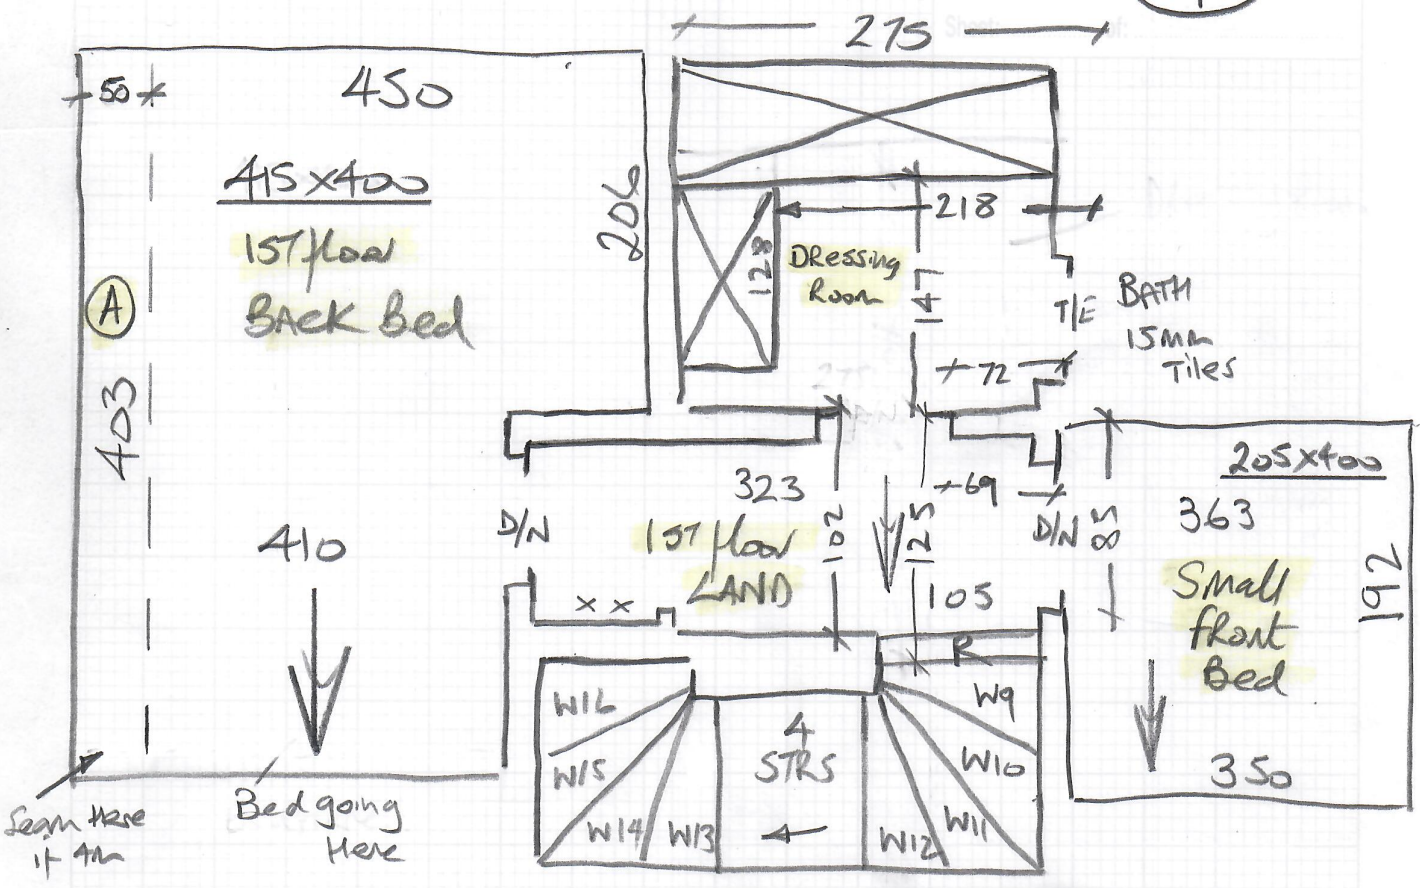 275
50
450
415x400
1ST floor
BACK Bed
206
A
403
410
Seam Here
if 4m
Bed going
Here
218
128
DRessing
Room
147
T/E
BATH
15mm
Tiles
72
D/N
323
1ST floor
LAND
102
125
69
105
x x
R
D/N
85
205x400
363
Small
fRont
Bed
192
350
W16
W15
W14
W13
4
STRS
W12
W11
W10
W9